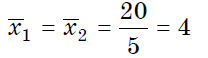 x̅₁ = x̅₂ = 20/5 = 4